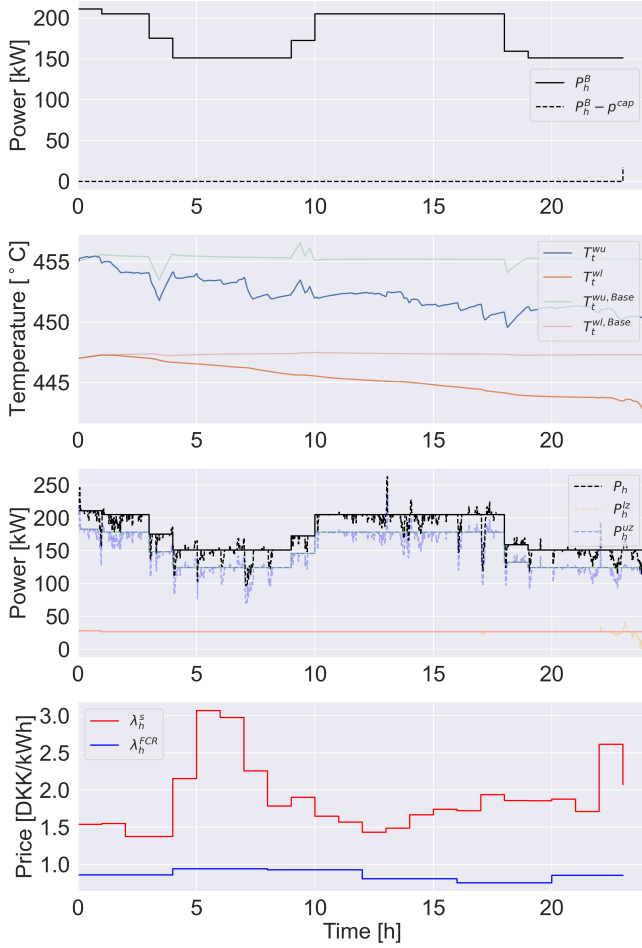 Power [kW]
200
150
100
50
0
P_h^B
P_h^B − p^cap
0 5 10 15 20
Temperature [°C]
455
450
445
T_t^wu
T_t^wl
T_t^wu,Base
T_t^wl,Base
0 5 10 15 20
Power [kW]
250
200
150
100
50
0
P_h
P_h^lz
P_h^uz
0 5 10 15 20
Price [DKK/kWh]
3.0
2.5
2.0
1.5
1.0
λ_h^s
λ_h^FCR
0 5 10 15 20
Time [h]